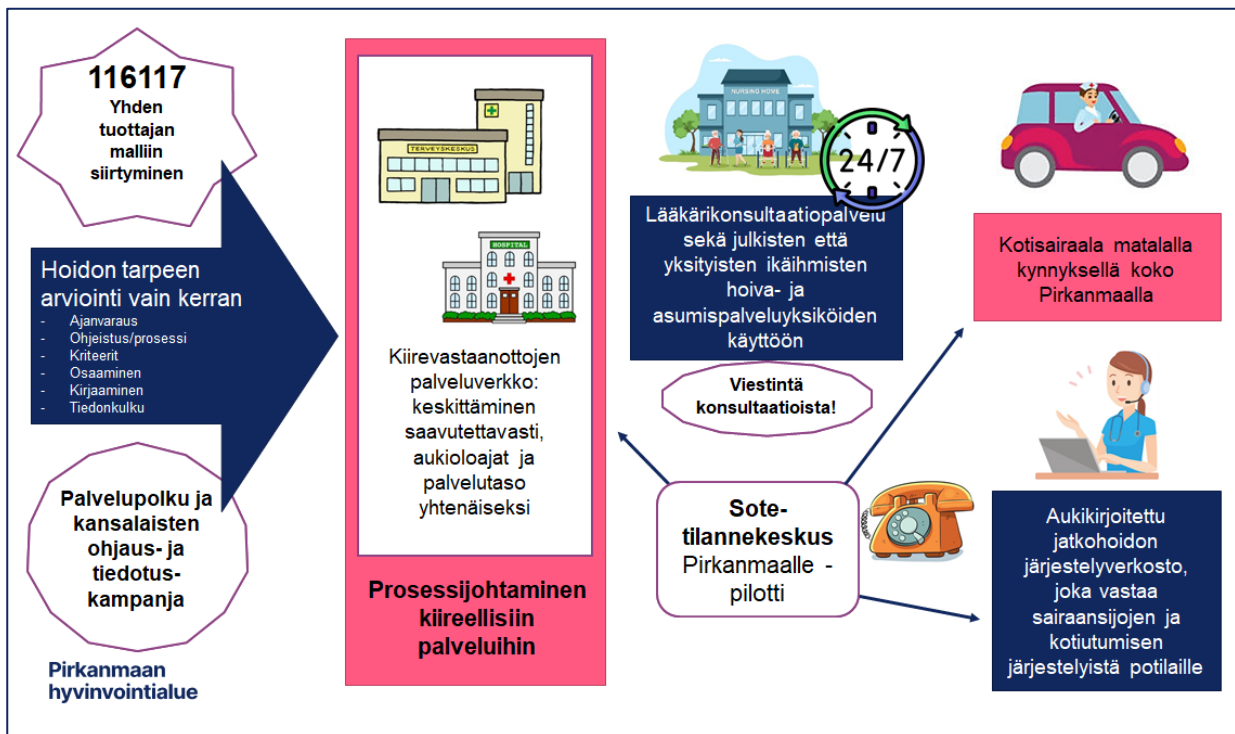 116117
Yhden
tuottajan
malliin
siirtyminen
Hoidon tarpeen
arviointi vain kerran
- Ajanvaraus
- Ohjeistus/prosessi
- Kriteerit
- Osaaminen
- Kirjaaminen
- Tiedonkulku
Palvelupolku ja
kansalaisten
ohjaus- ja
tiedotus-
kampanja
Pirkanmaan
hyvinvointialue
TERVEYSKESKUS
HOSPITAL
Kiirevastaanottojen
palveluverkko:
keskittäminen
saavutettavasti,
aukioloajat ja
palvelutaso
yhtenäiseksi
Prosessijohtaminen
kiireellisiin
palveluihin
NURSING HOME
24/7
Lääkärikonsultaatiopalvelu
sekä julkisten että
yksityisten ikäihmisten
hoiva- ja
asumispalveluyksiköiden
käyttöön
Viestintä
konsultaatioista!
Sote-
tilannekeskus
Pirkanmaalle -
pilotti
Kotisairaala matalalla
kynnyksellä koko
Pirkanmaalla
Aukikirjoitettu
jatkohoidon
järjestelyverkosto,
joka vastaa
sairaansijojen ja
kotiutumisen
järjestelyistä potilaille